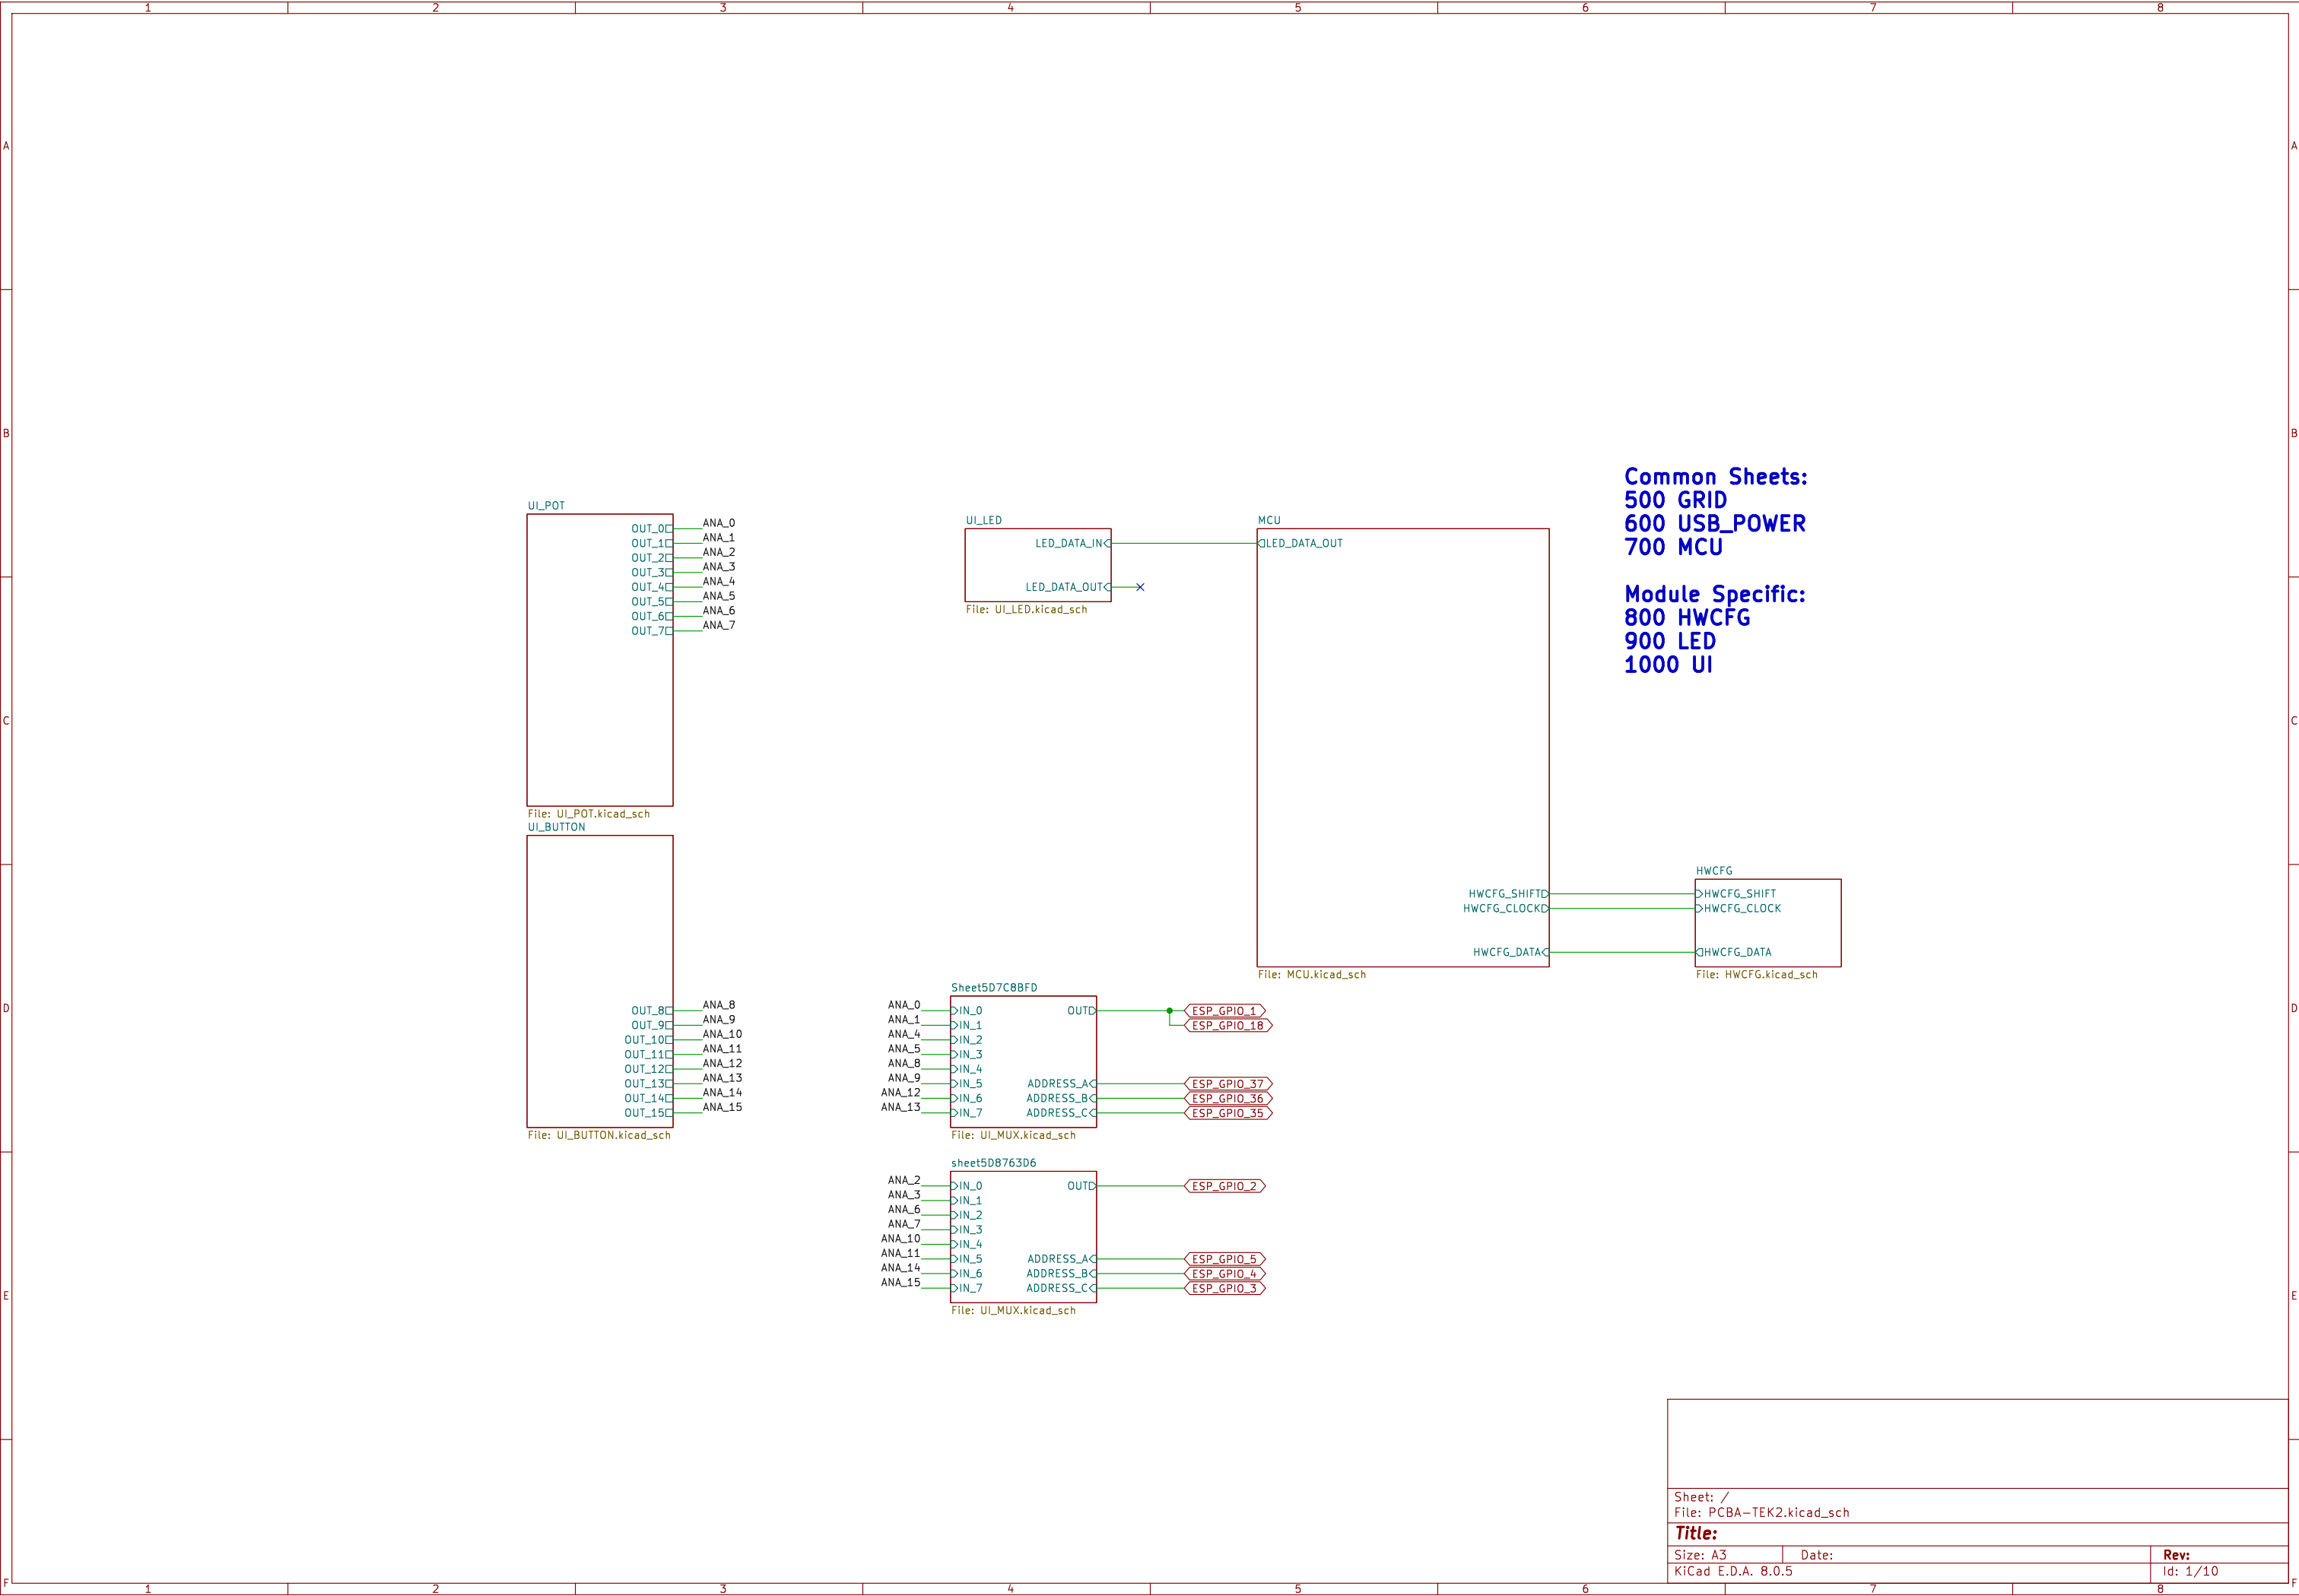 1 2 3 4 5 6 7 8
A A
B B
Common Sheets:
500 GRID
600 USB_POWER
700 MCU
Module Specific:
800 HWCFG
900 LED
1000 UI
UI_POT
OUT_0 ANA_0
OUT_1 ANA_1
OUT_2 ANA_2
OUT_3 ANA_3
OUT_4 ANA_4
OUT_5 ANA_5
OUT_6 ANA_6
OUT_7 ANA_7
File: UI_POT.kicad_sch
UI_LED
LED_DATA_IN
LED_DATA_OUT
File: UI_LED.kicad_sch
MCU
LED_DATA_OUT
HWCFG_SHIFT
HWCFG_CLOCK
HWCFG_DATA
File: MCU.kicad_sch
C C
HWCFG
HWCFG_SHIFT
HWCFG_CLOCK
HWCFG_DATA
File: HWCFG.kicad_sch
UI_BUTTON
OUT_8 ANA_8
OUT_9 ANA_9
OUT_10 ANA_10
OUT_11 ANA_11
OUT_12 ANA_12
OUT_13 ANA_13
OUT_14 ANA_14
OUT_15 ANA_15
File: UI_BUTTON.kicad_sch
D D
Sheet5D7C8BFD
ANA_0 IN_0 OUT ESP_GPIO_1
ANA_1 IN_1 ESP_GPIO_18
ANA_4 IN_2
ANA_5 IN_3
ANA_8 IN_4
ANA_9 IN_5 ADDRESS_A ESP_GPIO_37
ANA_12 IN_6 ADDRESS_B ESP_GPIO_36
ANA_13 IN_7 ADDRESS_C ESP_GPIO_35
File: UI_MUX.kicad_sch
sheet5D8763D6
ANA_2 IN_0 OUT ESP_GPIO_2
ANA_3 IN_1
ANA_6 IN_2
ANA_7 IN_3
ANA_10 IN_4
ANA_11 IN_5 ADDRESS_A ESP_GPIO_5
ANA_14 IN_6 ADDRESS_B ESP_GPIO_4
ANA_15 IN_7 ADDRESS_C ESP_GPIO_3
File: UI_MUX.kicad_sch
E E
Sheet: /
File: PCBA-TEK2.kicad_sch
Title:
Size: A3 Date: Rev:
KiCad E.D.A. 8.0.5 Id: 1/10
F F
1 2 3 4 5 6 7 8